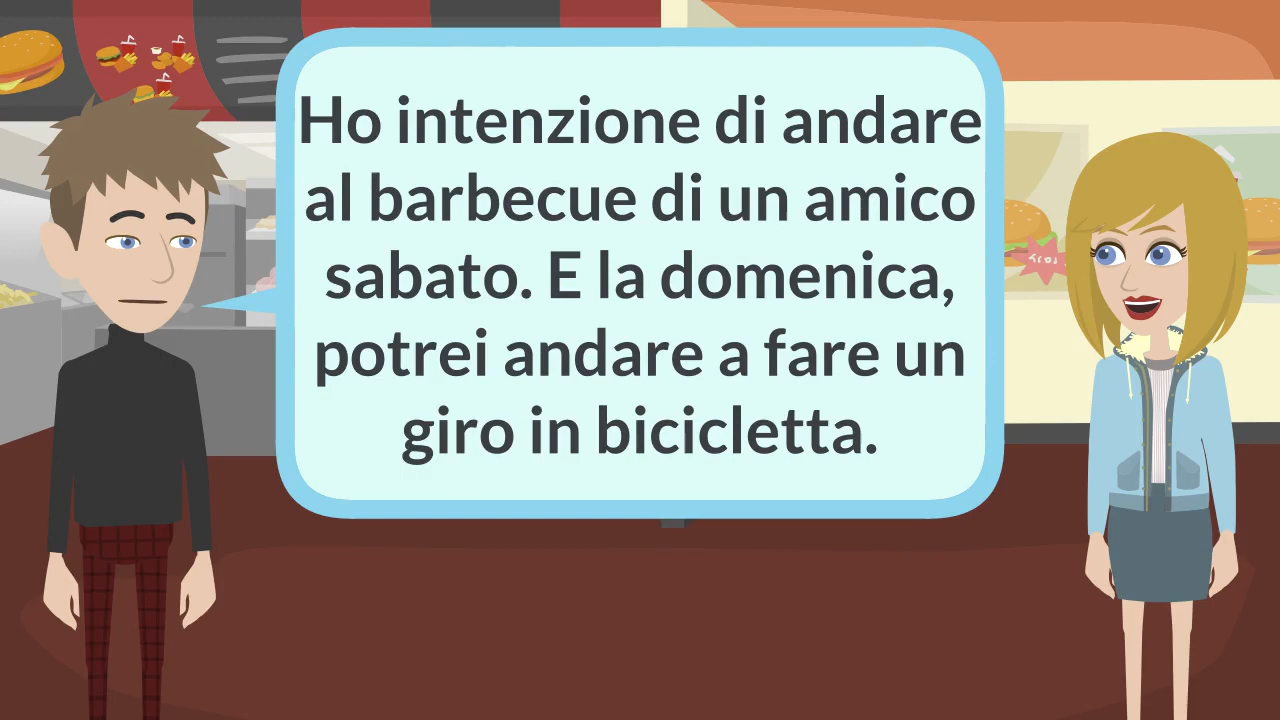 Ho intenzione di andare
al barbecue di un amico
sabato. E la domenica,
potrei andare a fare un
giro in bicicletta.